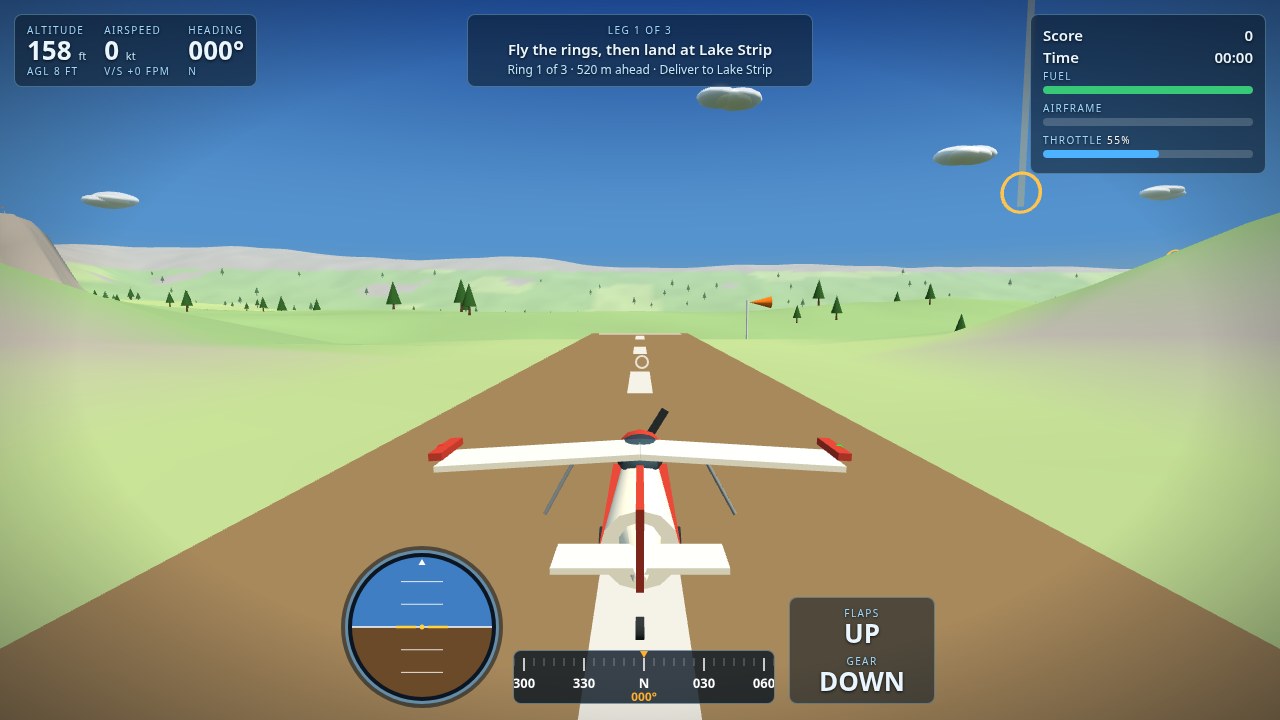 ALTITUDE AIRSPEED HEADING
158 ft 0 kt 000°
AGL 8 FT V/S +0 FPM N
LEG 1 OF 3
Fly the rings, then land at Lake Strip
Ring 1 of 3 · 520 m ahead · Deliver to Lake Strip
Score 0
Time 00:00
FUEL
AIRFRAME
THROTTLE 55%
FLAPS
UP
GEAR
DOWN
300 330 N 030 060
000°